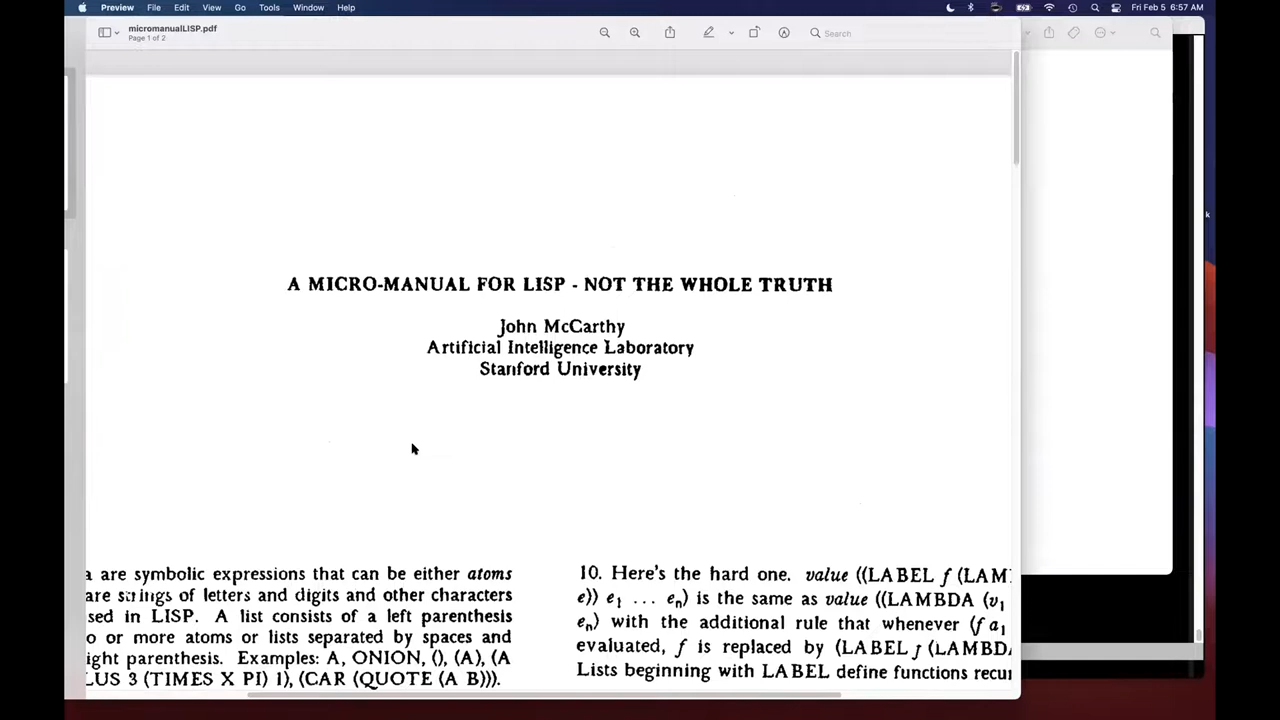 Preview File Edit View Go Tools Window Help
Fri Feb 5 6:57 AM
micromanualLISP.pdf
Page 1 of 2
Search
A MICRO-MANUAL FOR LISP - NOT THE WHOLE TRUTH
John McCarthy
Artificial Intelligence Laboratory
Stanford University
a are symbolic expressions that can be either atoms
are strings of letters and digits and other characters
sed in LISP. A list consists of a left parenthesis
o or more atoms or lists separated by spaces and
ight parenthesis. Examples: A, ONION, (), (A), (A
LUS 3 (TIMES X PI) 1), (CAR (QUOTE (A B))).
10. Here's the hard one. value ((LABEL f (LAM
e)) e1 ... en) is the same as value ((LAMBDA (v1
en) with the additional rule that whenever (f a1
evaluated, f is replaced by (LABEL f (LAMBDA
Lists beginning with LABEL define functions recu
k